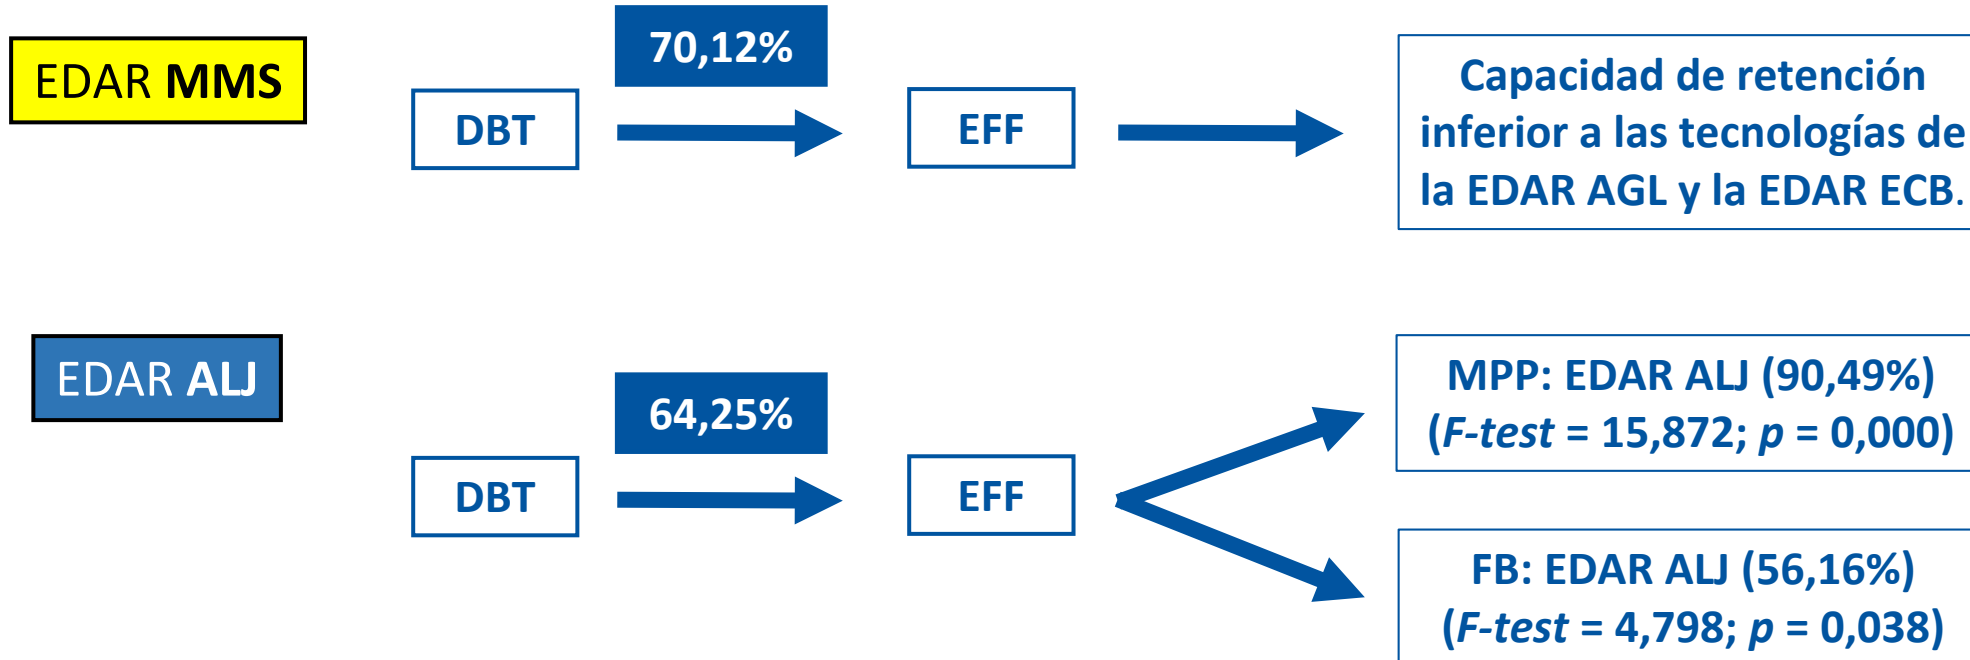 EDAR MMS
70,12%
DBT
EFF
Capacidad de retención
inferior a las tecnologías de
la EDAR AGL y la EDAR ECB.
EDAR ALJ
64,25%
DBT
EFF
MPP: EDAR ALJ (90,49%)
(F-test = 15,872; p = 0,000)
FB: EDAR ALJ (56,16%)
(F-test = 4,798; p = 0,038)